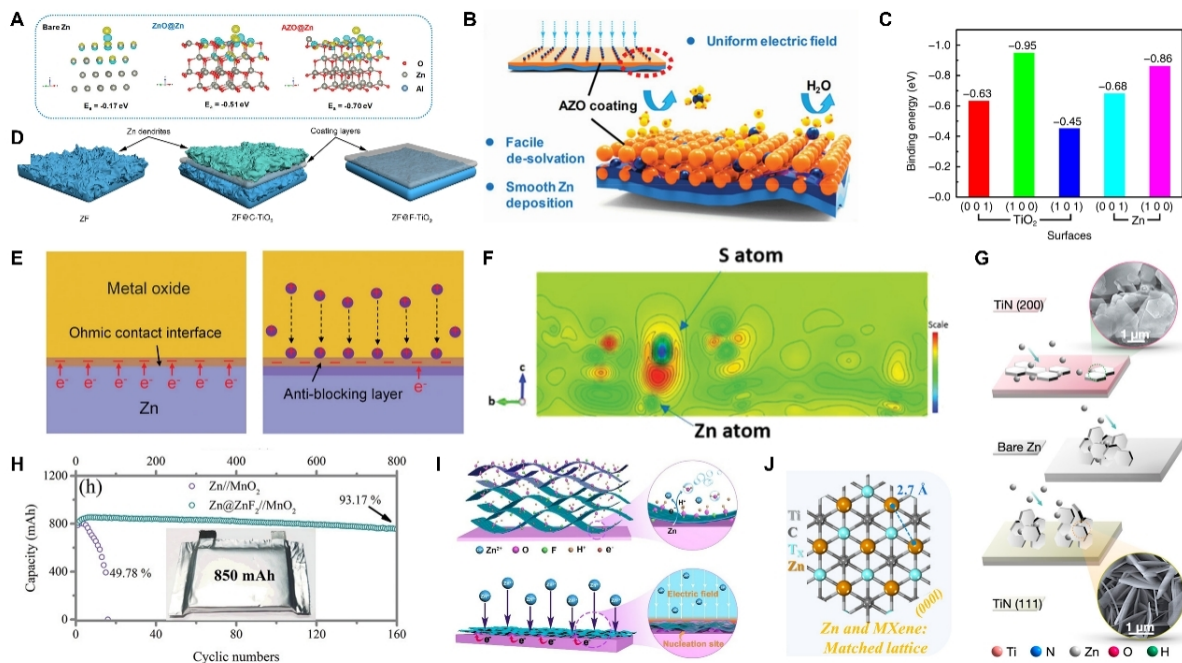 A
Bare Zn
ZnO@Zn
AZO@Zn
O
Zn
Al
Eₐ = -0.17 eV
Eₐ = -0.51 eV
Eₐ = -0.70 eV
D
Zn dendrites
Coating layers
ZF
ZF@C-TiO₂
ZF@F-TiO₂
B
Uniform electric field
AZO coating
H₂O
Facile
de-solvation
Smooth Zn
deposition
C
Binding energy (eV)
-1.0
-0.8
-0.6
-0.4
-0.2
-0.0
-0.63
-0.95
-0.45
-0.68
-0.86
(0 0 1) (1 0 0) (1 0 1) (0 0 1) (1 0 0)
TiO₂ Zn
Surfaces
E
Metal oxide
Ohmic contact interface
e⁻ e⁻ e⁻ e⁻ e⁻ e⁻ e⁻
Zn
Anti-blocking layer
e⁻
F
S atom
Scale
c
b
Zn atom
G
TiN (200)
1 μm
Bare Zn
TiN (111)
1 μm
Ti N Zn O H
H
0 200 400 600 800
(h)
Zn//MnO₂
Zn@ZnF₂//MnO₂
93.17 %
49.78 %
850 mAh
Capacity (mAh)
1200
800
400
0
0 40 80 120 160
Cyclic numbers
I
H⁺
Zn
Zn²⁺ O F H⁺ e⁻
Zn²⁺ Zn²⁺ Zn²⁺ Zn²⁺ Zn²⁺ Zn²⁺
e⁻ e⁻ e⁻ e⁻
Electric field
Nucleation site
J
Ti
C
Tx
Zn
2.7 Å
(000l)
Zn and MXene:
Matched lattice